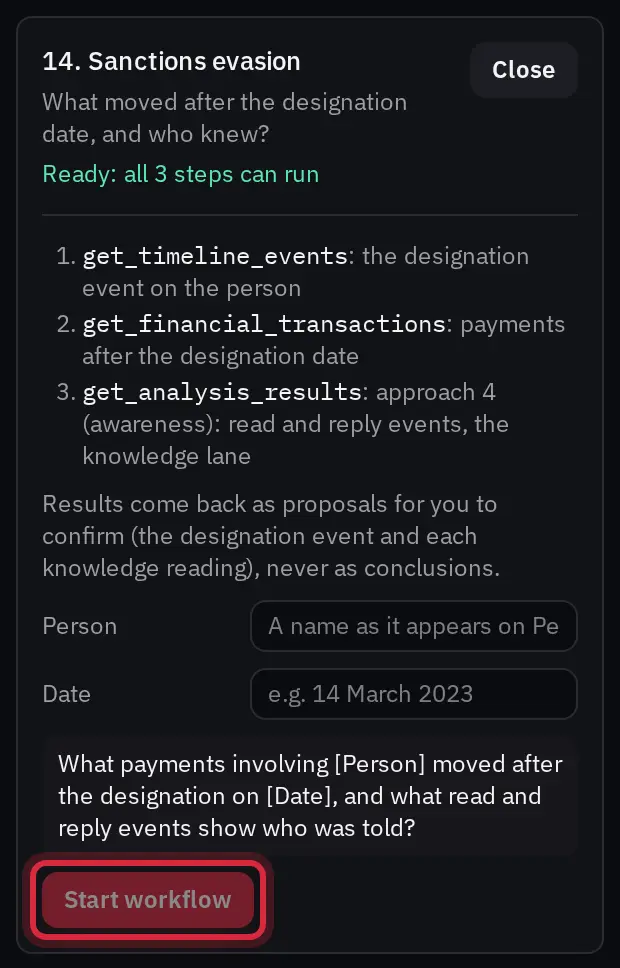 14. Sanctions evasion
Close
What moved after the designation
date, and who knew?
Ready: all 3 steps can run
1. get_timeline_events: the designation
event on the person
2. get_financial_transactions: payments
after the designation date
3. get_analysis_results: approach 4
(awareness): read and reply events, the
knowledge lane
Results come back as proposals for you to
confirm (the designation event and each
knowledge reading), never as conclusions.
Person
A name as it appears on Pe
Date
e.g. 14 March 2023
What payments involving [Person] moved after
the designation on [Date], and what read and
reply events show who was told?
Start workflow